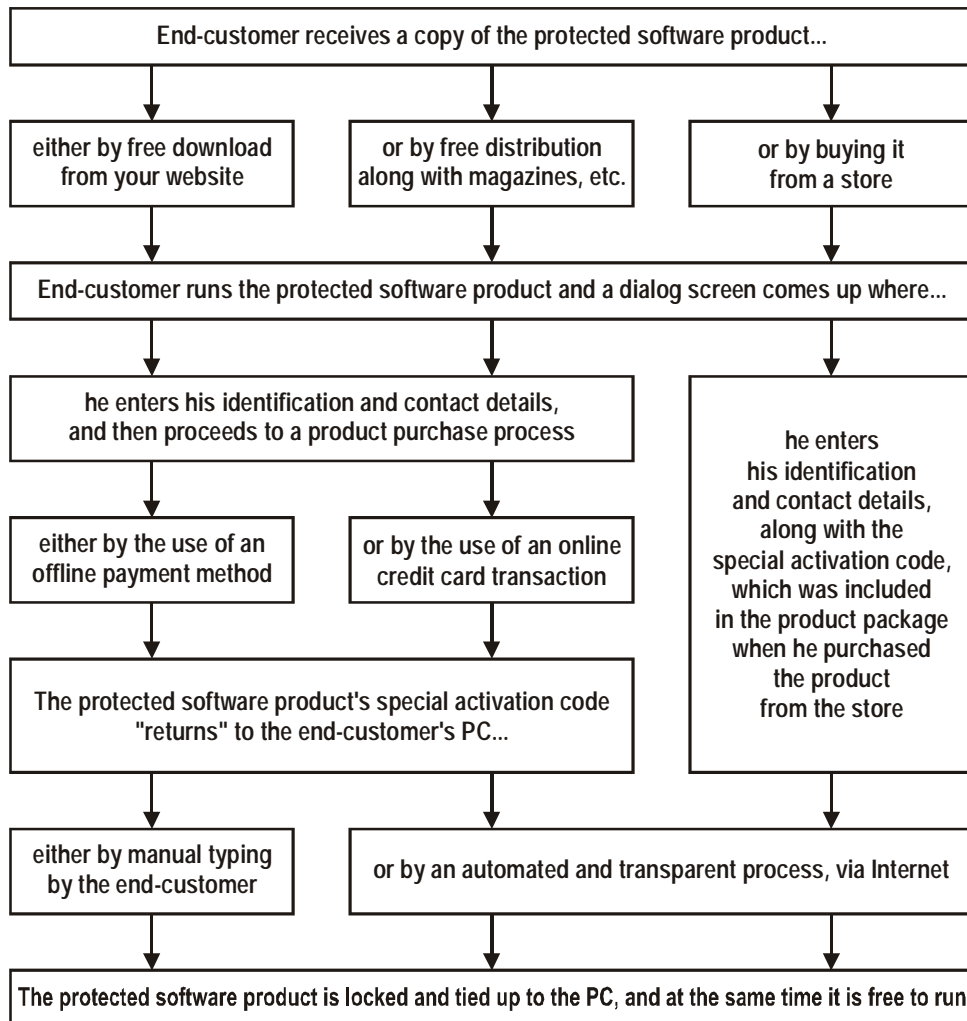 End-customer receives a copy of the protected software product...
either by free download
from your website
or by free distribution
along with magazines, etc.
or by buying it
from a store
End-customer runs the protected software product and a dialog screen comes up where...
he enters his identification and contact details,
and then proceeds to a product purchase process
he enters
his identification
and contact details,
along with the
special activation code,
which was included
in the product package
when he purchased
the product
from the store
either by the use of an
offline payment method
or by the use of an online
credit card transaction
The protected software product's special activation code
"returns" to the end-customer's PC...
either by manual typing
by the end-customer
or by an automated and transparent process, via Internet
The protected software product is locked and tied up to the PC, and at the same time it is free to run